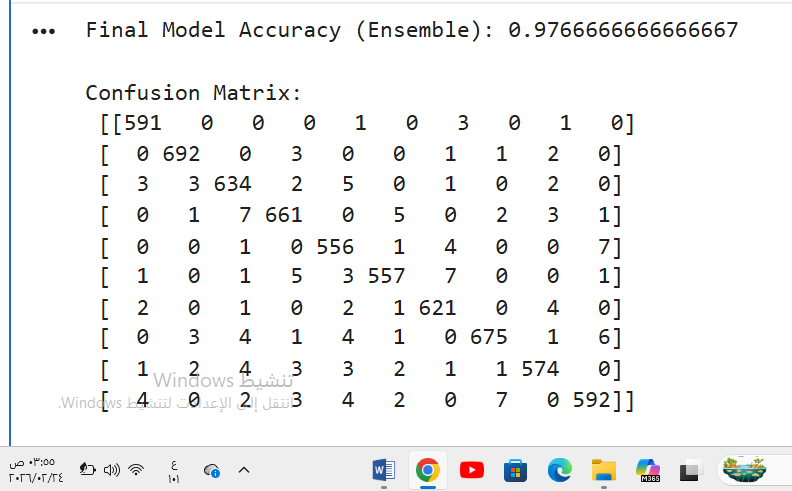 ••• Final Model Accuracy (Ensemble): 0.9766666666666667
Confusion Matrix:
[[591 0 0 0 1 0 3 0 1 0]
[ 0 692 0 3 0 0 1 1 2 0]
[ 3 3 634 2 5 0 1 0 2 0]
[ 0 1 7 661 0 5 0 2 3 1]
[ 0 0 1 0 556 1 4 0 0 7]
[ 1 0 1 5 3 557 7 0 0 1]
[ 2 0 1 0 2 1 621 0 4 0]
[ 0 3 4 1 4 1 0 675 1 6]
[ 1 2 4 3 3 2 1 1 574 0]
[ 4 0 2 3 4 2 0 7 0 592]]
تنشيط Windows
انتقل إلى الإعدادات لتنشيط Windows.
٠٣:٥٥ ص
٢٠٢٦/٠٢/٢٤
ع
١٠١
W
M365